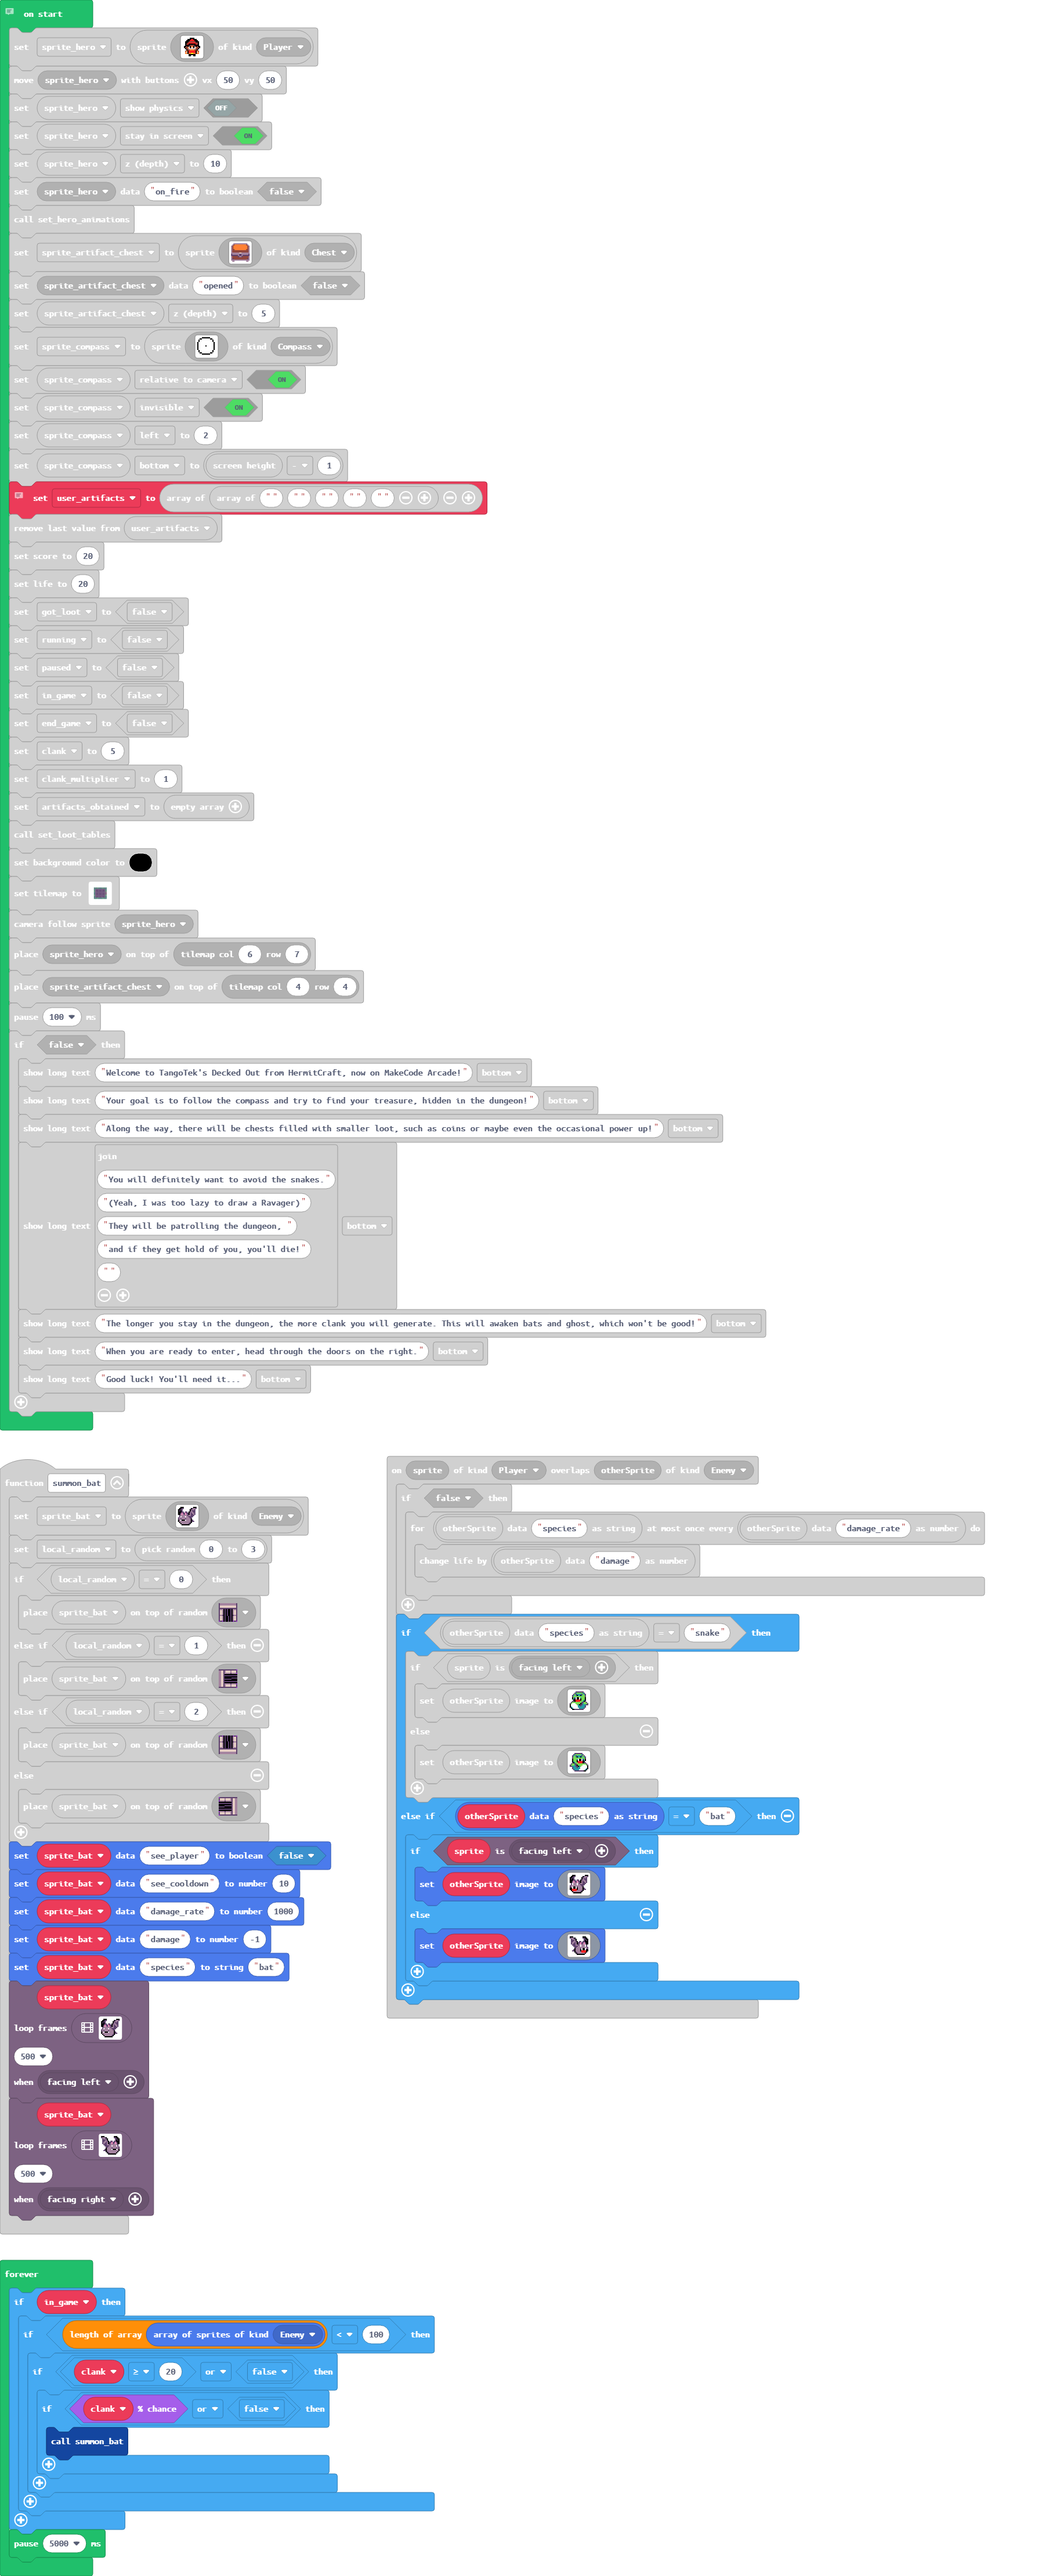 on start
set sprite_hero to sprite of kind Player
move sprite_hero with buttons vx 50 vy 50
set sprite_hero show physics OFF
set sprite_hero stay in screen ON
set sprite_hero z (depth) to 10
set sprite_hero data "on_fire" to boolean false
call set_hero_animations
set sprite_artifact_chest to sprite of kind Chest
set sprite_artifact_chest data "opened" to boolean false
set sprite_artifact_chest z (depth) to 5
set sprite_compass to sprite of kind Compass
set sprite_compass relative to camera ON
set sprite_compass invisible ON
set sprite_compass left to 2
set sprite_compass bottom to screen height - 1
set user_artifacts to array of array of "" "" "" "" ""
remove last value from user_artifacts
set score to 20
set life to 20
set got_loot to false
set running to false
set paused to false
set in_game to false
set end_game to false
set clank to 5
set clank_multiplier to 1
set artifacts_obtained to empty array
call set_loot_tables
set background color to
set tilemap to
camera follow sprite sprite_hero
place sprite_hero on top of tilemap col 6 row 7
place sprite_artifact_chest on top of tilemap col 4 row 4
pause 100 ms
if false then
show long text "Welcome to TangoTek's Decked Out from HermitCraft, now on MakeCode Arcade!" bottom
show long text "Your goal is to follow the compass and try to find your treasure, hidden in the dungeon!" bottom
show long text "Along the way, there will be chests filled with smaller loot, such as coins or maybe even the occasional power up!" bottom
join
"You will definitely want to avoid the snakes."
"(Yeah, I was too lazy to draw a Ravager)"
show long text "They will be patrolling the dungeon, " bottom
"and if they get hold of you, you'll die!"
""
show long text "The longer you stay in the dungeon, the more clank you will generate. This will awaken bats and ghost, which won't be good!" bottom
show long text "When you are ready to enter, head through the doors on the right." bottom
show long text "Good luck! You'll need it..." bottom
function summon_bat
set sprite_bat to sprite of kind Enemy
set local_random to pick random 0 to 3
if local_random = 0 then
place sprite_bat on top of random
else if local_random = 1 then
place sprite_bat on top of random
else if local_random = 2 then
place sprite_bat on top of random
else
place sprite_bat on top of random
set sprite_bat data "see_player" to boolean false
set sprite_bat data "see_cooldown" to number 10
set sprite_bat data "damage_rate" to number 1000
set sprite_bat data "damage" to number -1
set sprite_bat data "species" to string "bat"
sprite_bat
loop frames
500
when facing left
sprite_bat
loop frames
500
when facing right
on sprite of kind Player overlaps otherSprite of kind Enemy
if false then
for otherSprite data "species" as string at most once every otherSprite data "damage_rate" as number do
change life by otherSprite data "damage" as number
if otherSprite data "species" as string = "snake" then
if sprite is facing left then
set otherSprite image to
else
set otherSprite image to
else if otherSprite data "species" as string = "bat" then
if sprite is facing left then
set otherSprite image to
else
set otherSprite image to
forever
if in_game then
if length of array array of sprites of kind Enemy < 100 then
if clank ≥ 20 or false then
if clank % chance or false then
call summon_bat
pause 5000 ms